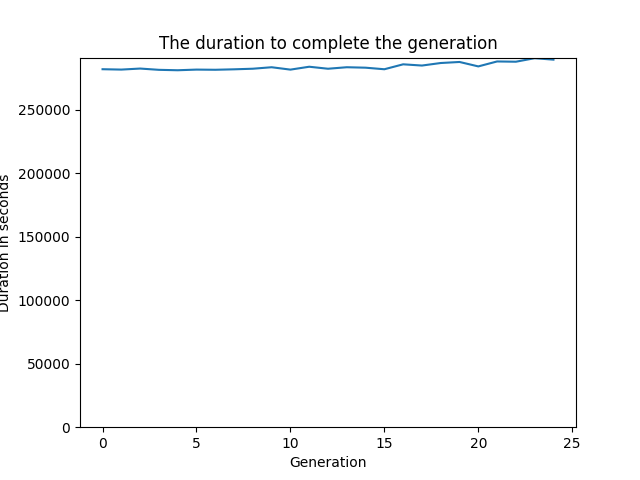 The duration to complete the generation
250000
200000
150000
100000
50000
0
Duration in seconds
0 5 10 15 20 25
Generation